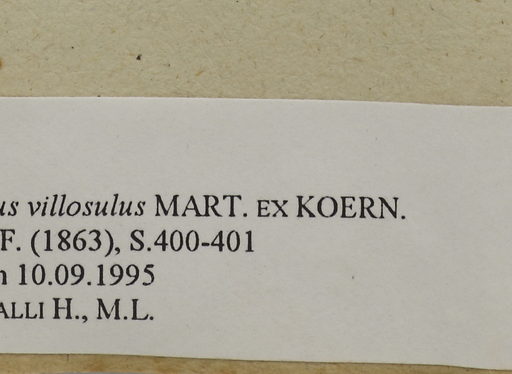 us villosulus MART. EX KOERN.
F. (1863), S.400-401
n 10.09.1995
ALLI H., M.L.